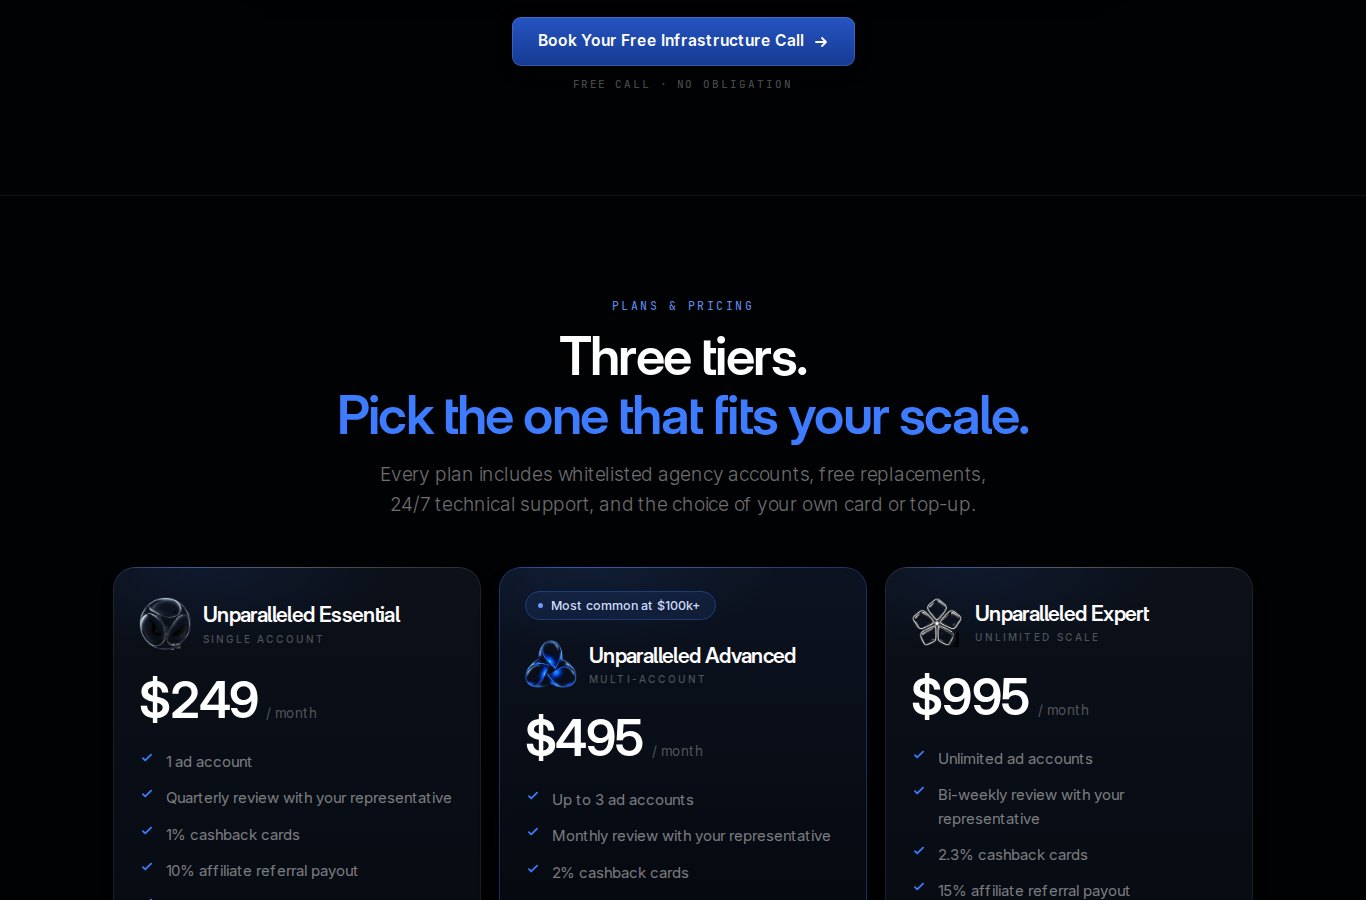 Book Your Free Infrastructure Call →
FREE CALL · NO OBLIGATION
PLANS & PRICING
Three tiers.
Pick the one that fits your scale.
Every plan includes whitelisted agency accounts, free replacements,
24/7 technical support, and the choice of your own card or top-up.
Unparalleled Essential
SINGLE ACCOUNT
$249 / month
1 ad account
Quarterly review with your representative
1% cashback cards
10% affiliate referral payout
Most common at $100k+
Unparalleled Advanced
MULTI-ACCOUNT
$495 / month
Up to 3 ad accounts
Monthly review with your representative
2% cashback cards
Unparalleled Expert
UNLIMITED SCALE
$995 / month
Unlimited ad accounts
Bi-weekly review with your
representative
2.3% cashback cards
15% affiliate referral payout